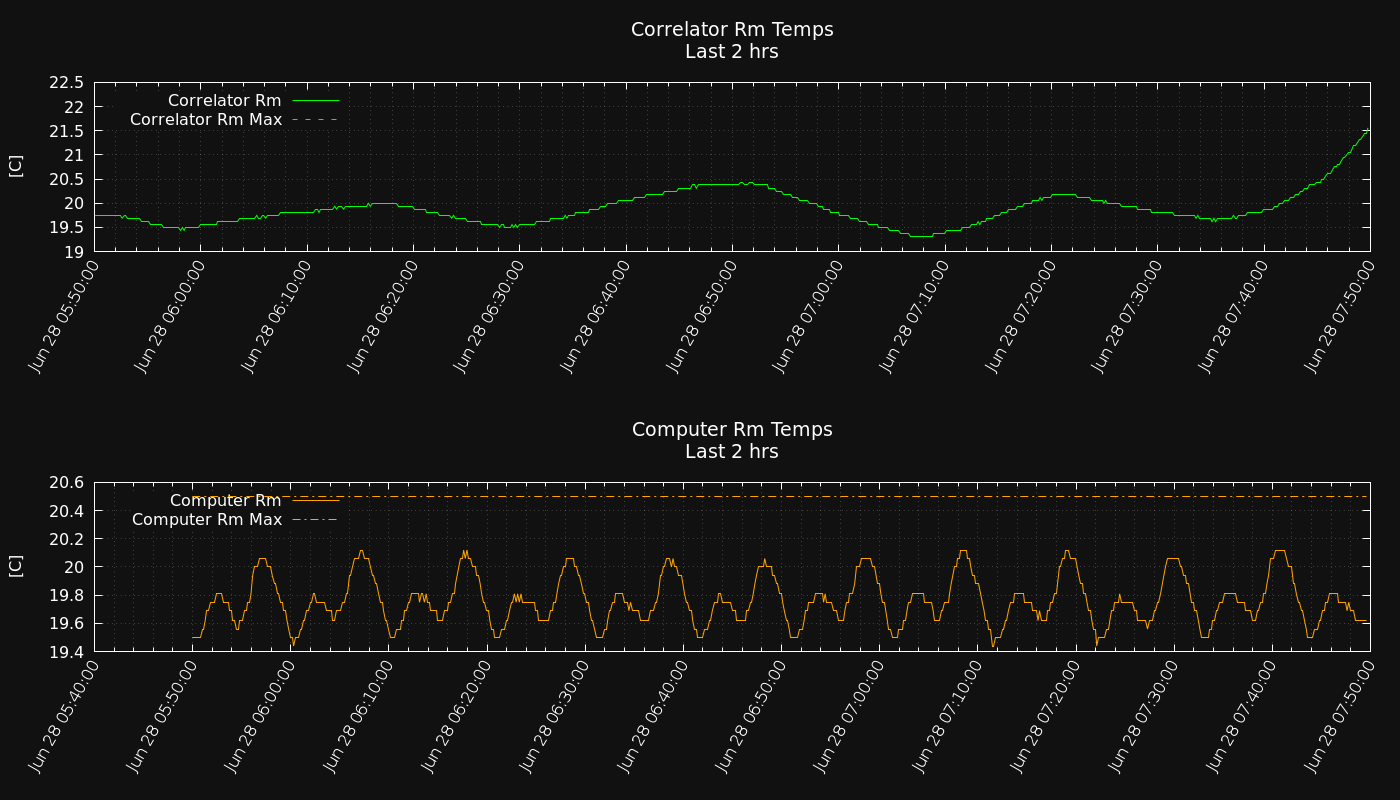 Correlator Rm Temps
Last 2 hrs
22.5
22
21.5
21
20.5
20
19.5
19
[C]
Correlator Rm
Correlator Rm Max
Jun 28 05:50:00
Jun 28 06:00:00
Jun 28 06:10:00
Jun 28 06:20:00
Jun 28 06:30:00
Jun 28 06:40:00
Jun 28 06:50:00
Jun 28 07:00:00
Jun 28 07:10:00
Jun 28 07:20:00
Jun 28 07:30:00
Jun 28 07:40:00
Jun 28 07:50:00
Computer Rm Temps
Last 2 hrs
20.6
20.4
20.2
20
19.8
19.6
19.4
[C]
Computer Rm
Computer Rm Max
Jun 28 05:40:00
Jun 28 05:50:00
Jun 28 06:00:00
Jun 28 06:10:00
Jun 28 06:20:00
Jun 28 06:30:00
Jun 28 06:40:00
Jun 28 06:50:00
Jun 28 07:00:00
Jun 28 07:10:00
Jun 28 07:20:00
Jun 28 07:30:00
Jun 28 07:40:00
Jun 28 07:50:00